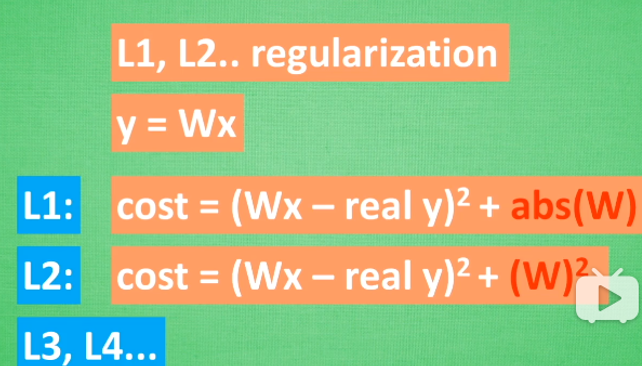 L1, L2.. regularization
y = Wx
L1: cost = (Wx – real y)² + abs(W)
L2: cost = (Wx – real y)² + (W)²
L3, L4...